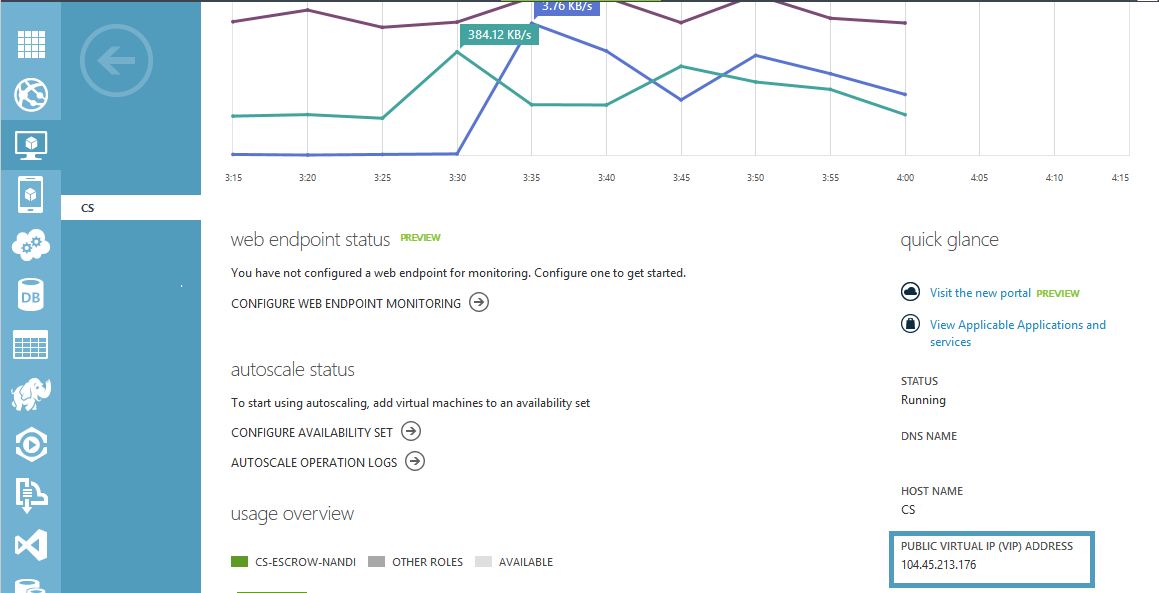 3.76 KB/s
384.12 KB/s
3:15 3:20 3:25 3:30 3:35 3:40 3:45 3:50 3:55 4:00 4:05 4:10 4:15
CS
web endpoint status PREVIEW
You have not configured a web endpoint for monitoring. Configure one to get started.
CONFIGURE WEB ENDPOINT MONITORING
autoscale status
To start using autoscaling, add virtual machines to an availability set
CONFIGURE AVAILABILITY SET
AUTOSCALE OPERATION LOGS
usage overview
CS-ESCROW-NANDI OTHER ROLES AVAILABLE
quick glance
Visit the new portal PREVIEW
View Applicable Applications and
services
STATUS
Running
DNS NAME
HOST NAME
CS
PUBLIC VIRTUAL IP (VIP) ADDRESS
104.45.213.176
DB